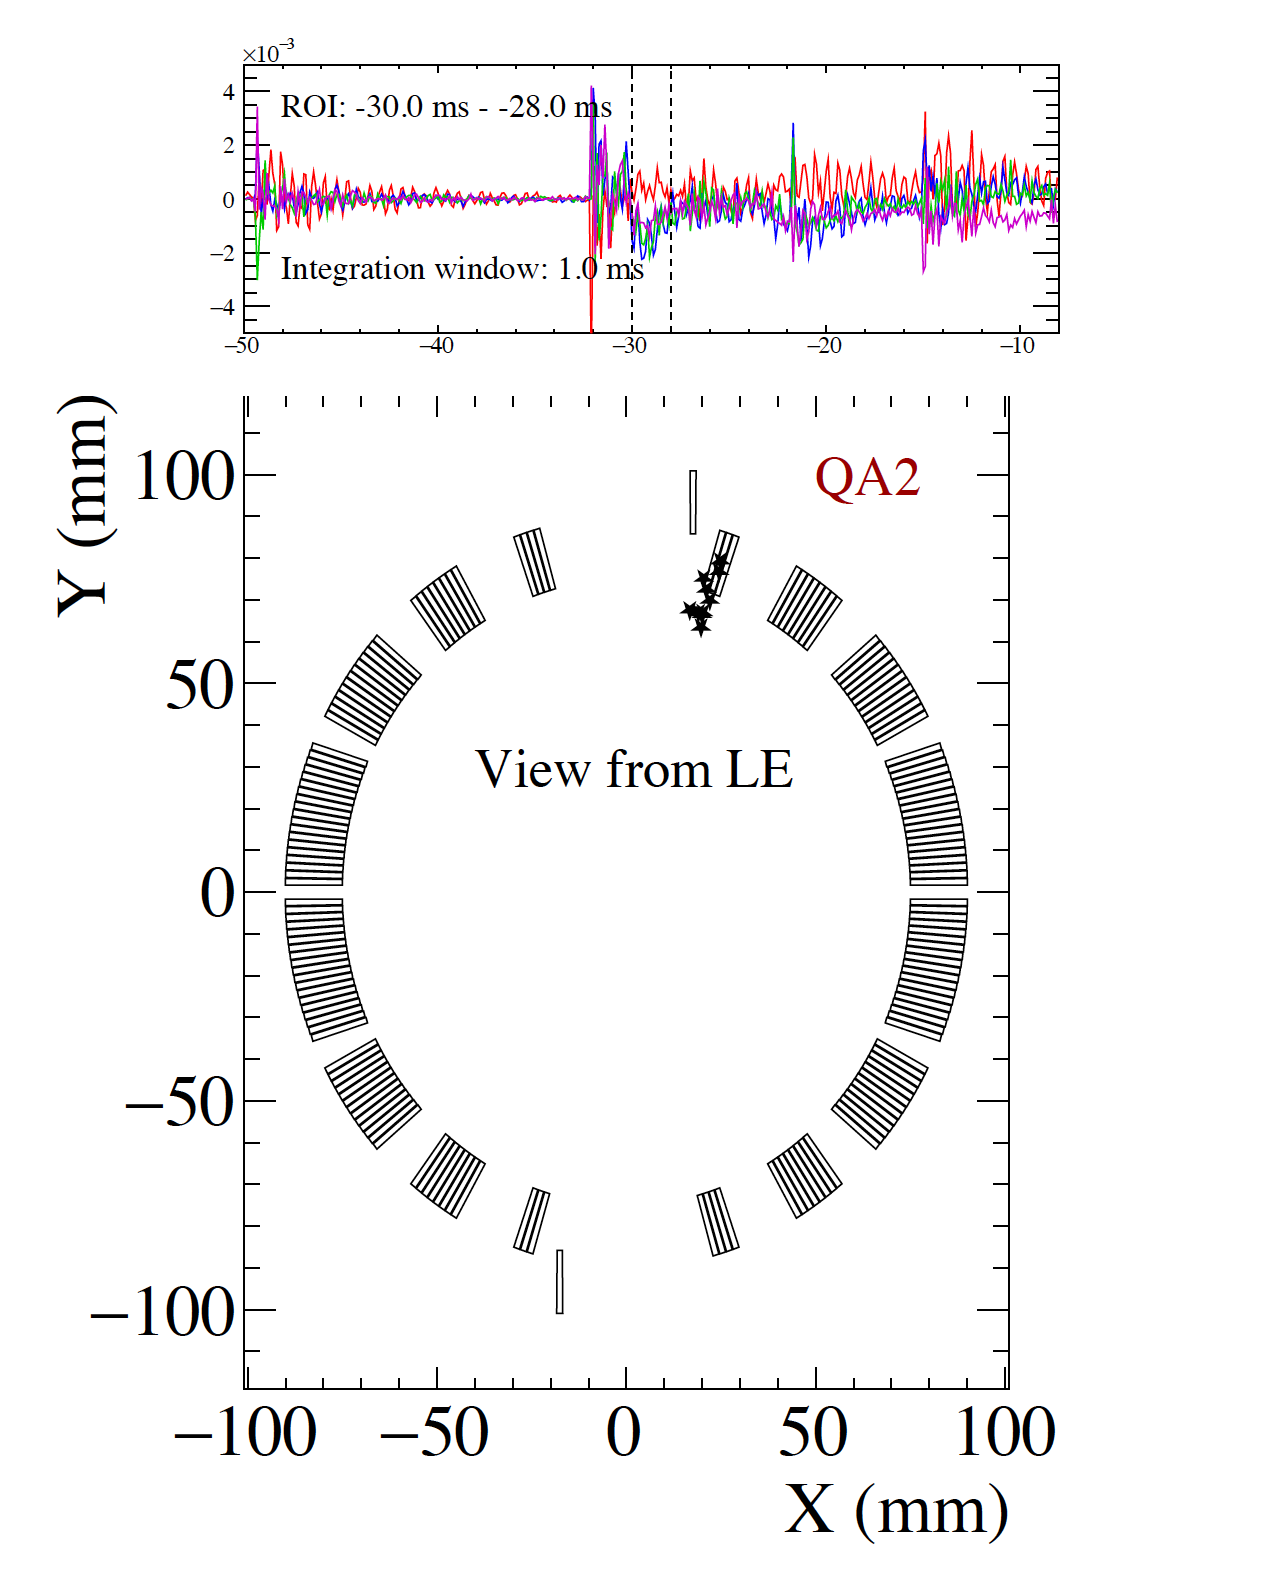 ×10−3
4
ROI: -30.0 ms - -28.0 ms
2
0
−2
Integration window: 1.0 ms
−4
−50 −40 −30 −20 −10
Y (mm)
100
QA2
50
View from LE
0
−50
−100
−100 −50 0 50 100
X (mm)